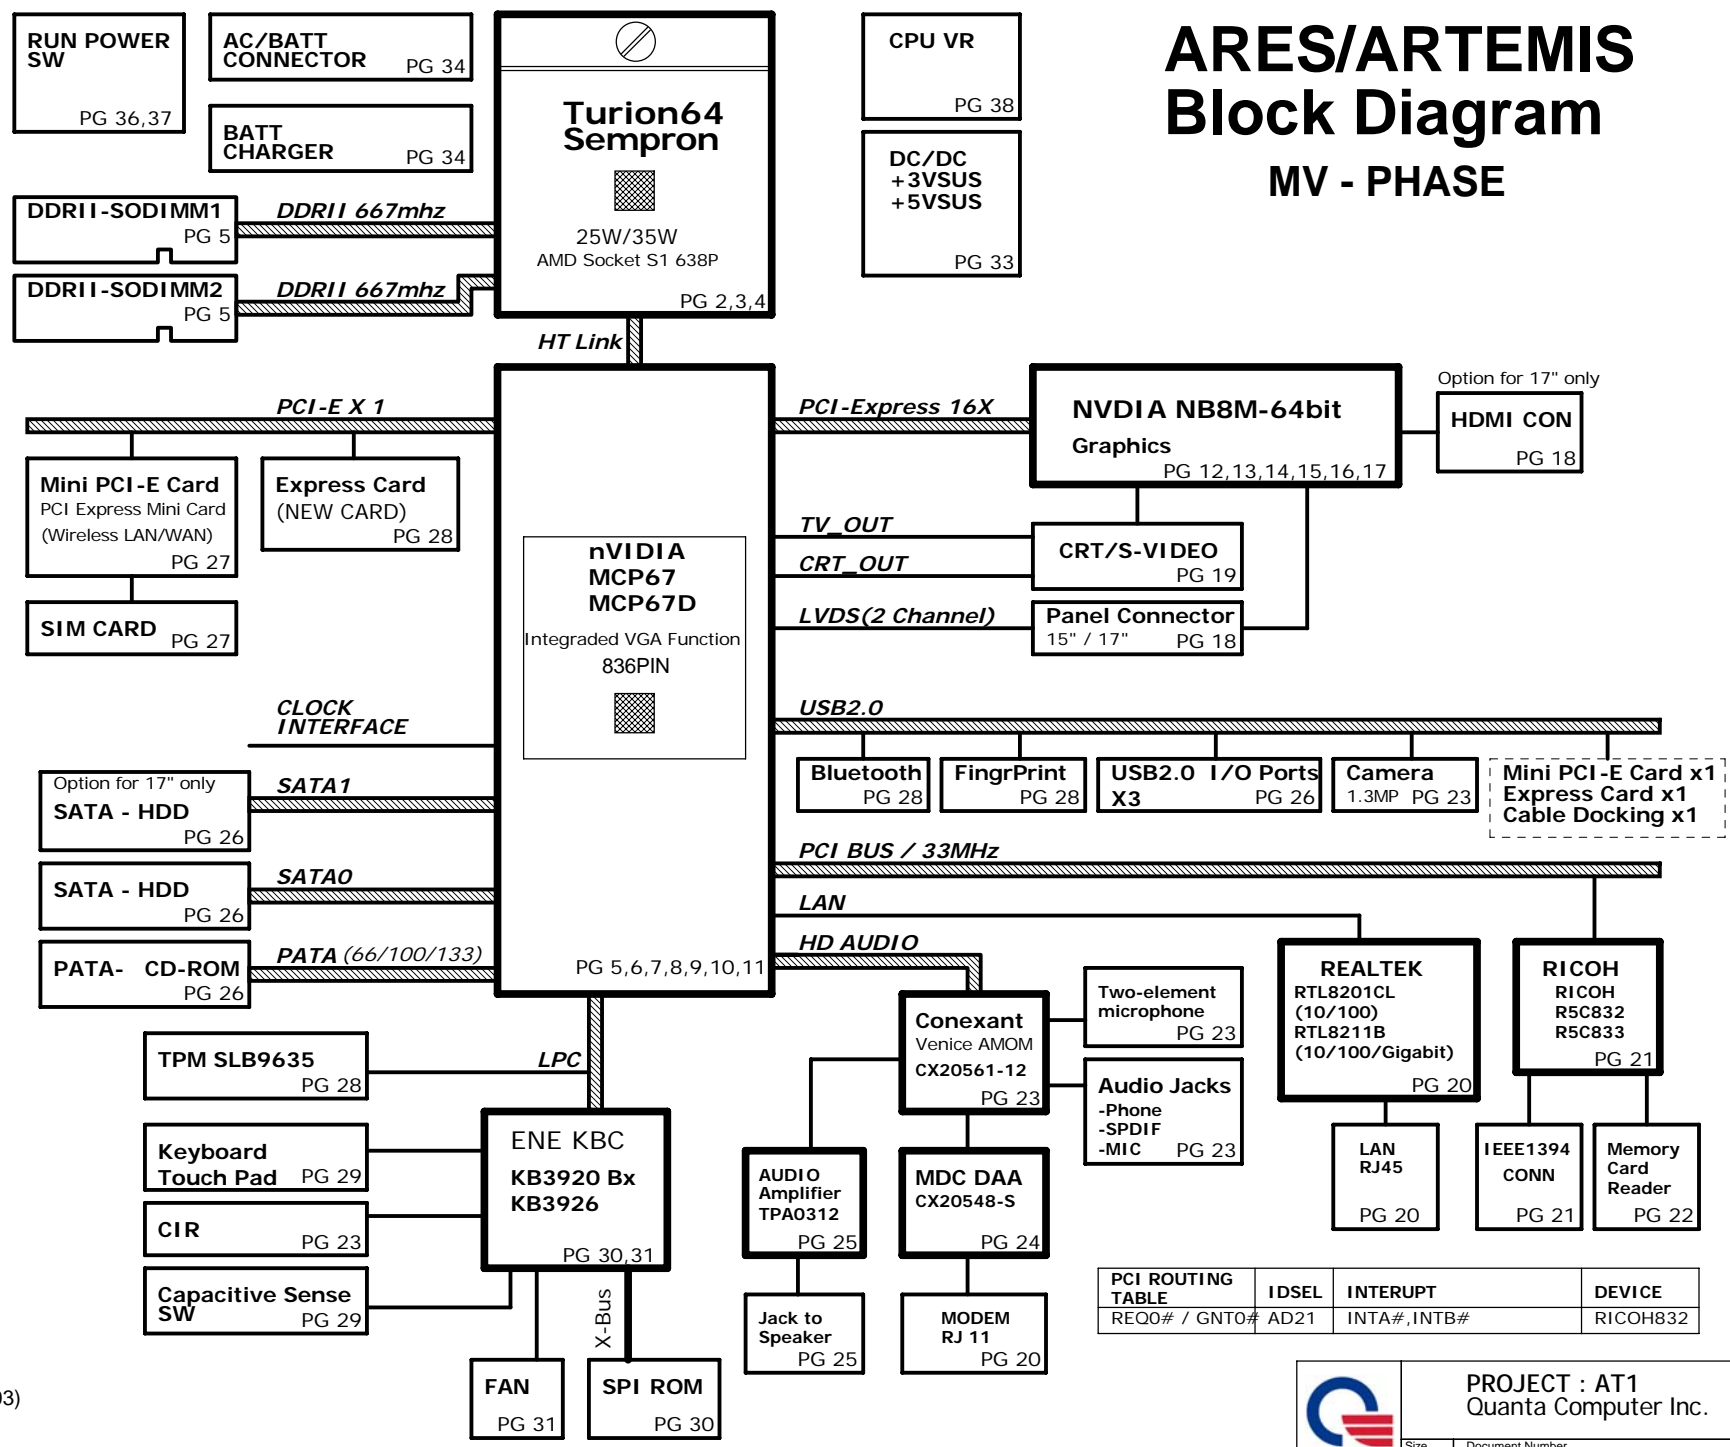 RUN POWER
SW
PG 36,37
AC/BATT
CONNECTOR PG 34
BATT
CHARGER PG 34
Turion64
Sempron
25W/35W
AMD Socket S1 638P
PG 2,3,4
CPU VR
PG 38
DC/DC
+3VSUS
+5VSUS
PG 33
ARES/ARTEMIS
Block Diagram
MV - PHASE
DDRII-SODIMM1
PG 5
DDRII 667mhz
DDRII-SODIMM2
PG 5
DDRII 667mhz
HT Link
PCI-E X 1
Mini PCI-E Card
PCI Express Mini Card
(Wireless LAN/WAN)
PG 27
Express Card
(NEW CARD)
PG 28
SIM CARD PG 27
nVIDIA
MCP67
MCP67D
Integraded VGA Function
836PIN
PG 5,6,7,8,9,10,11
PCI-Express 16X
NVDIA NB8M-64bit
Graphics
PG 12,13,14,15,16,17
Option for 17" only
HDMI CON
PG 18
TV_OUT
CRT_OUT
CRT/S-VIDEO
PG 19
LVDS(2 Channel)
Panel Connector
15" / 17" PG 18
CLOCK
INTERFACE
USB2.0
Bluetooth
PG 28
FingrPrint
PG 28
USB2.0 I/O Ports
X3 PG 26
Camera
1.3MP PG 23
Mini PCI-E Card x1
Express Card x1
Cable Docking x1
Option for 17" only
SATA - HDD
PG 26
SATA1
SATA - HDD
PG 26
SATA0
PATA- CD-ROM
PG 26
PATA (66/100/133)
PCI BUS / 33MHz
LAN
HD AUDIO
REALTEK
RTL8201CL
(10/100)
RTL8211B
(10/100/Gigabit)
PG 20
RICOH
RICOH
R5C832
R5C833
PG 21
Conexant
Venice AMOM
CX20561-12
PG 23
Two-element
microphone
PG 23
Audio Jacks
-Phone
-SPDIF
-MIC PG 23
TPM SLB9635
PG 28
LPC
Keyboard
Touch Pad PG 29
CIR
PG 23
Capacitive Sense
SW PG 29
ENE KBC
KB3920 Bx
KB3926
PG 30,31
X-Bus
FAN
PG 31
SPI ROM
PG 30
AUDIO
Amplifier
TPA0312
PG 25
MDC DAA
CX20548-S
PG 24
Jack to
Speaker
PG 25
MODEM
RJ 11
PG 20
LAN
RJ45
PG 20
IEEE1394
CONN
PG 21
Memory
Card
Reader
PG 22
PCI ROUTING
TABLE IDSEL INTERUPT DEVICE
REQ0# / GNT0# AD21 INTA#,INTB# RICOH832
PROJECT : AT1
Quanta Computer Inc.
Size Document Number